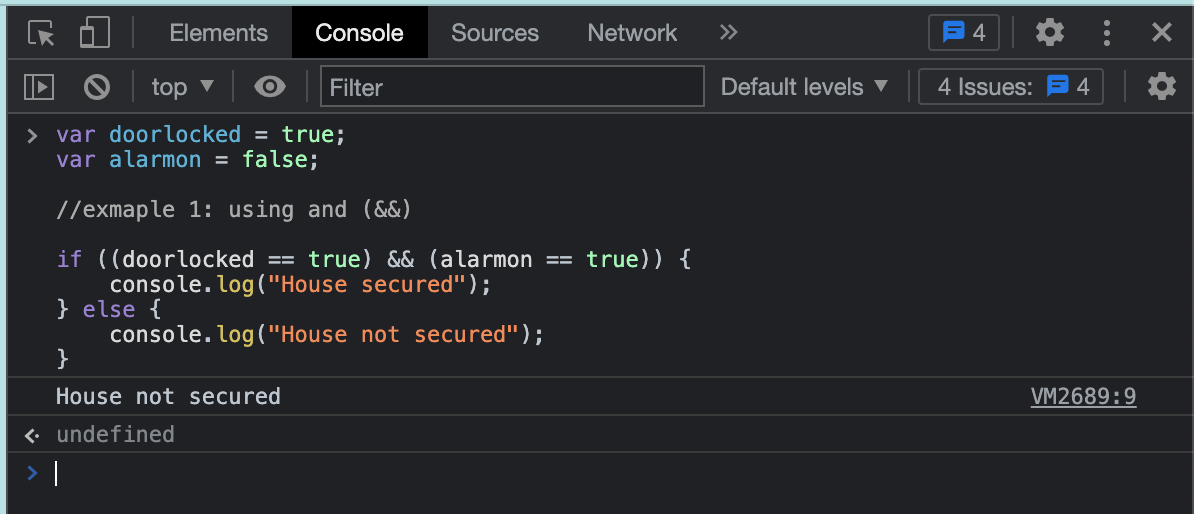 Elements Console Sources Network » 4
top ▼ Filter Default levels ▼ 4 Issues: 4
> var doorlocked = true;
var alarmon = false;
//exmaple 1: using and (&&)
if ((doorlocked == true) && (alarmon == true)) {
console.log("House secured");
} else {
console.log("House not secured");
}
House not secured VM2689:9
undefined
>